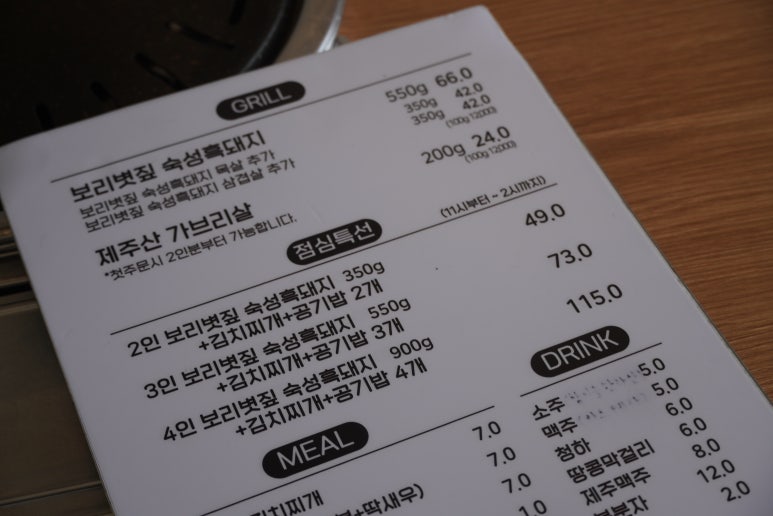 GRILL
보리볏짚 숙성흑돼지 550g 66.0
보리볏짚 숙성흑돼지 목살 추가 350g 42.0
보리볏짚 숙성흑돼지 삼겹살 추가 350g 42.0
(100g 12000)
제주산 가브리살 200g 24.0
(100g 12000)
*첫주문시 2인분부터 가능합니다.
점심특선 (11시부터 ~ 2시까지)
2인 보리볏짚 숙성흑돼지 350g 49.0
+김치찌개+공기밥 2개
3인 보리볏짚 숙성흑돼지 550g 73.0
+김치찌개+공기밥 3개
4인 보리볏짚 숙성흑돼지 900g 115.0
+김치찌개+공기밥 4개
MEAL
7.0
7.0
7.0
1.0
DRINK
소주 5.0
맥주 5.0
청하 6.0
땅콩막걸리 6.0
제주맥주 8.0
12.0
2.0